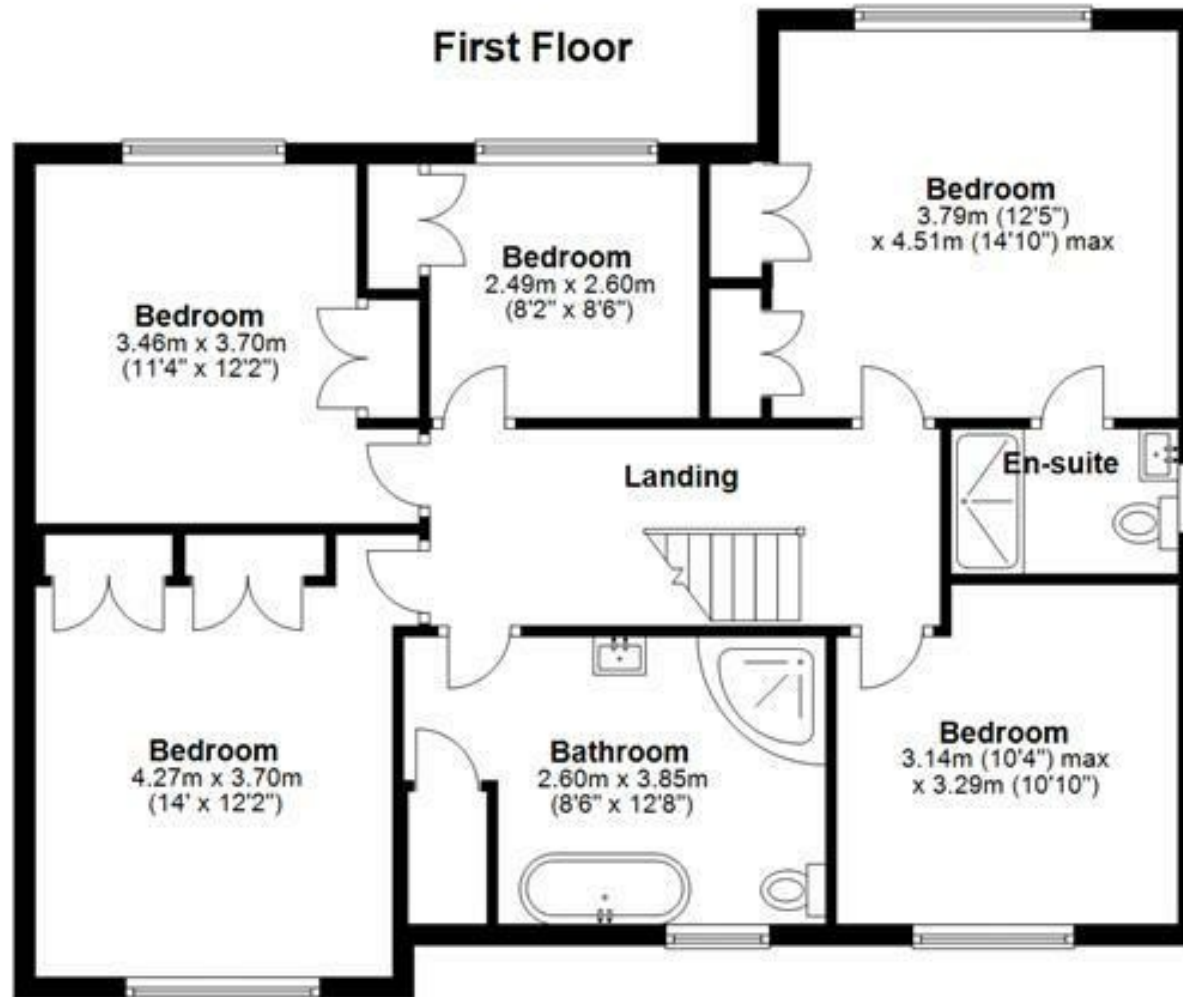 First Floor
Bedroom
3.79m (12'5")
x 4.51m (14'10") max
Bedroom
2.49m x 2.60m
(8'2" x 8'6")
Bedroom
3.46m x 3.70m
(11'4" x 12'2")
Landing
En-suite
Bedroom
4.27m x 3.70m
(14' x 12'2")
Bathroom
2.60m x 3.85m
(8'6" x 12'8")
Bedroom
3.14m (10'4") max
x 3.29m (10'10")